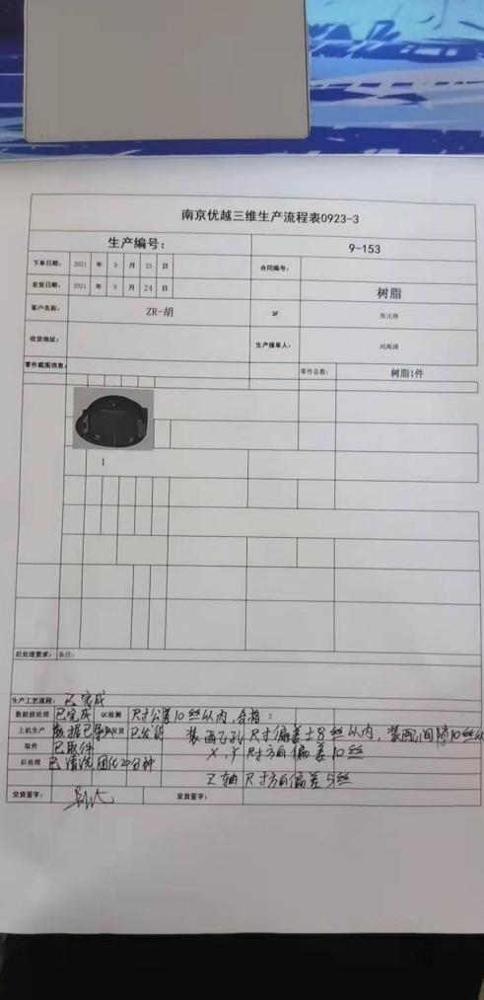 南京优越三维生产流程表0923-3
生产编号： 9-153
下单日期： 2021 年 9 月 23 日 合同编号：
发货日期： 2021 年 9 月 24 日 树脂
客户名称： ZR-胡 QF
收货地址： 生产接单人： 刘海涛
零件截图信息： 零件总数： 树脂1件
1
后处理要求： 备注：
生产工艺流程： 已完成
数据前处理 已完成 QC检测 尺寸公差10丝以内，合格 2
上机生产 数据已导入 发货 已发货 装配孔 尺寸偏差±8丝以内，装配间隙10丝以
取件 已取件 X，Y 尺寸方向偏差10丝
后处理 已清洗，固化20分钟
Z轴尺寸方向偏差5丝
交货签字： 发货签字：